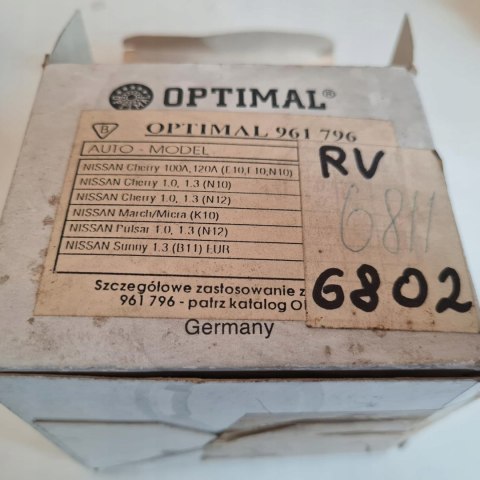 OPTIMAL®
B OPTIMAL 961 796
AUTO - MODEL
NISSAN Cherry 100A, 120A (E10,F10,N10)
NISSAN Cherry 1.0, 1.3 (N10)
NISSAN Cherry 1.0, 1.3 (N12)
NISSAN March/Micra (K10)
NISSAN Pulsar 1.0, 1.3 (N12)
NISSAN Sunny 1.3 (B11) EUR
Szczegółowe zastosowanie z
961 796 - patrz katalog
Germany
RV
6811
6802